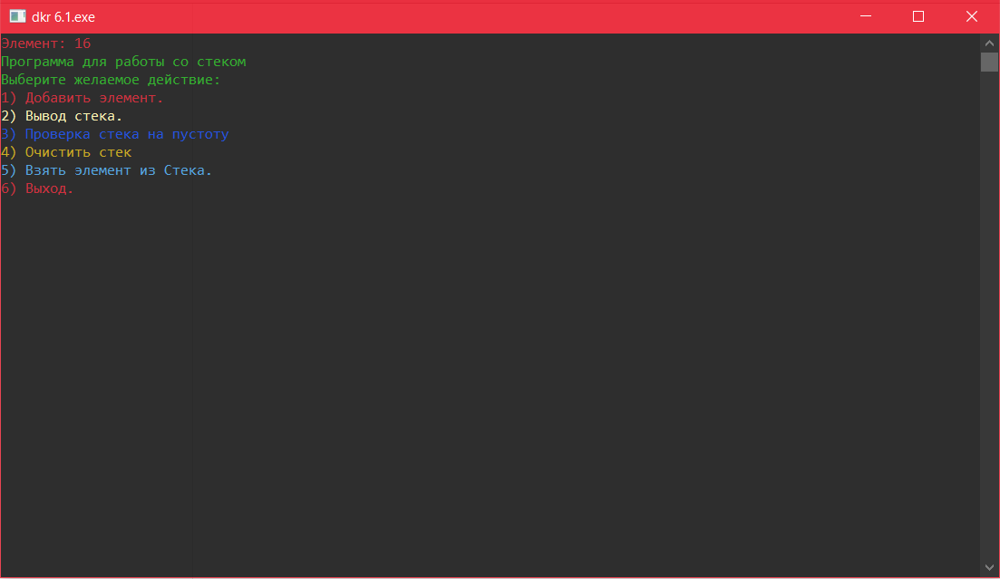 dkr 6.1.exe
Элемент: 16
Программа для работы со стеком
Выберите желаемое действие:
1) Добавить элемент.
2) Вывод стека.
3) Проверка стека на пустоту
4) Очистить стек
5) Взять элемент из Стека.
6) Выход.